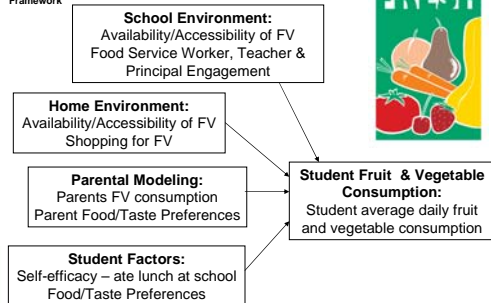 Framework
School Environment:
Availability/Accessibility of FV
Food Service Worker, Teacher &
Principal Engagement
Home Environment:
Availability/Accessibility of FV
Shopping for FV
Parental Modeling:
Parents FV consumption
Parent Food/Taste Preferences
Student Factors:
Self-efficacy – ate lunch at school
Food/Taste Preferences
Student Fruit & Vegetable
Consumption:
Student average daily fruit
and vegetable consumption